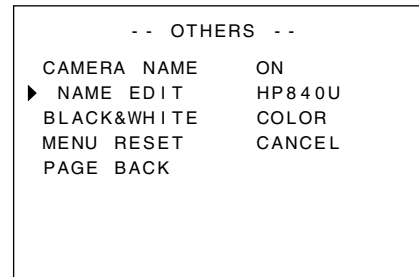 -- OTHERS --
CAMERA NAME ON
NAME EDIT HP840U
BLACK&WHITE COLOR
MENU RESET CANCEL
PAGE BACK